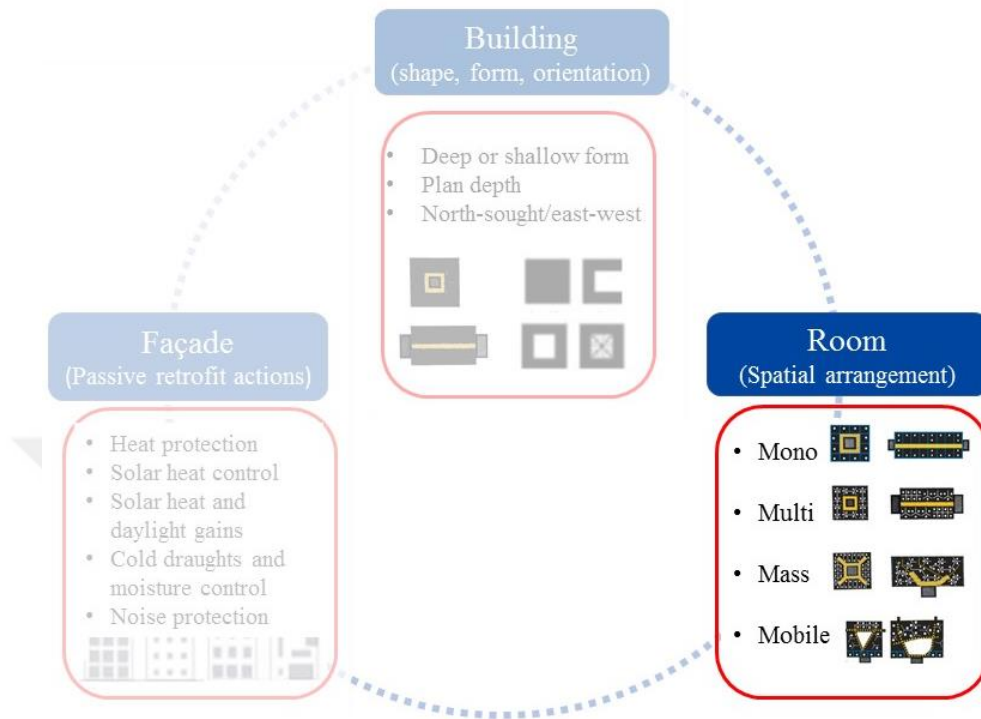 Building
(shape, form, orientation)
• Deep or shallow form
• Plan depth
• North-sought/east-west
Façade
(Passive retrofit actions)
• Heat protection
• Solar heat control
• Solar heat and
daylight gains
• Cold draughts and
moisture control
• Noise protection
Room
(Spatial arrangement)
• Mono
• Multi
• Mass
• Mobile